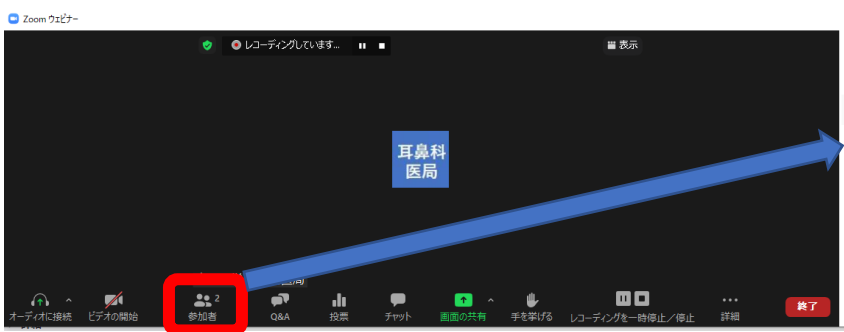 Zoom ウェビナー
レコーディングしています...
表示
耳鼻科
医局
医局
オーディオに接続
ビデオの開始
2
参加者
Q&A
投票
チャット
画面の共有
手を挙げる
レコーディングを一時停止/停止
詳細
終了